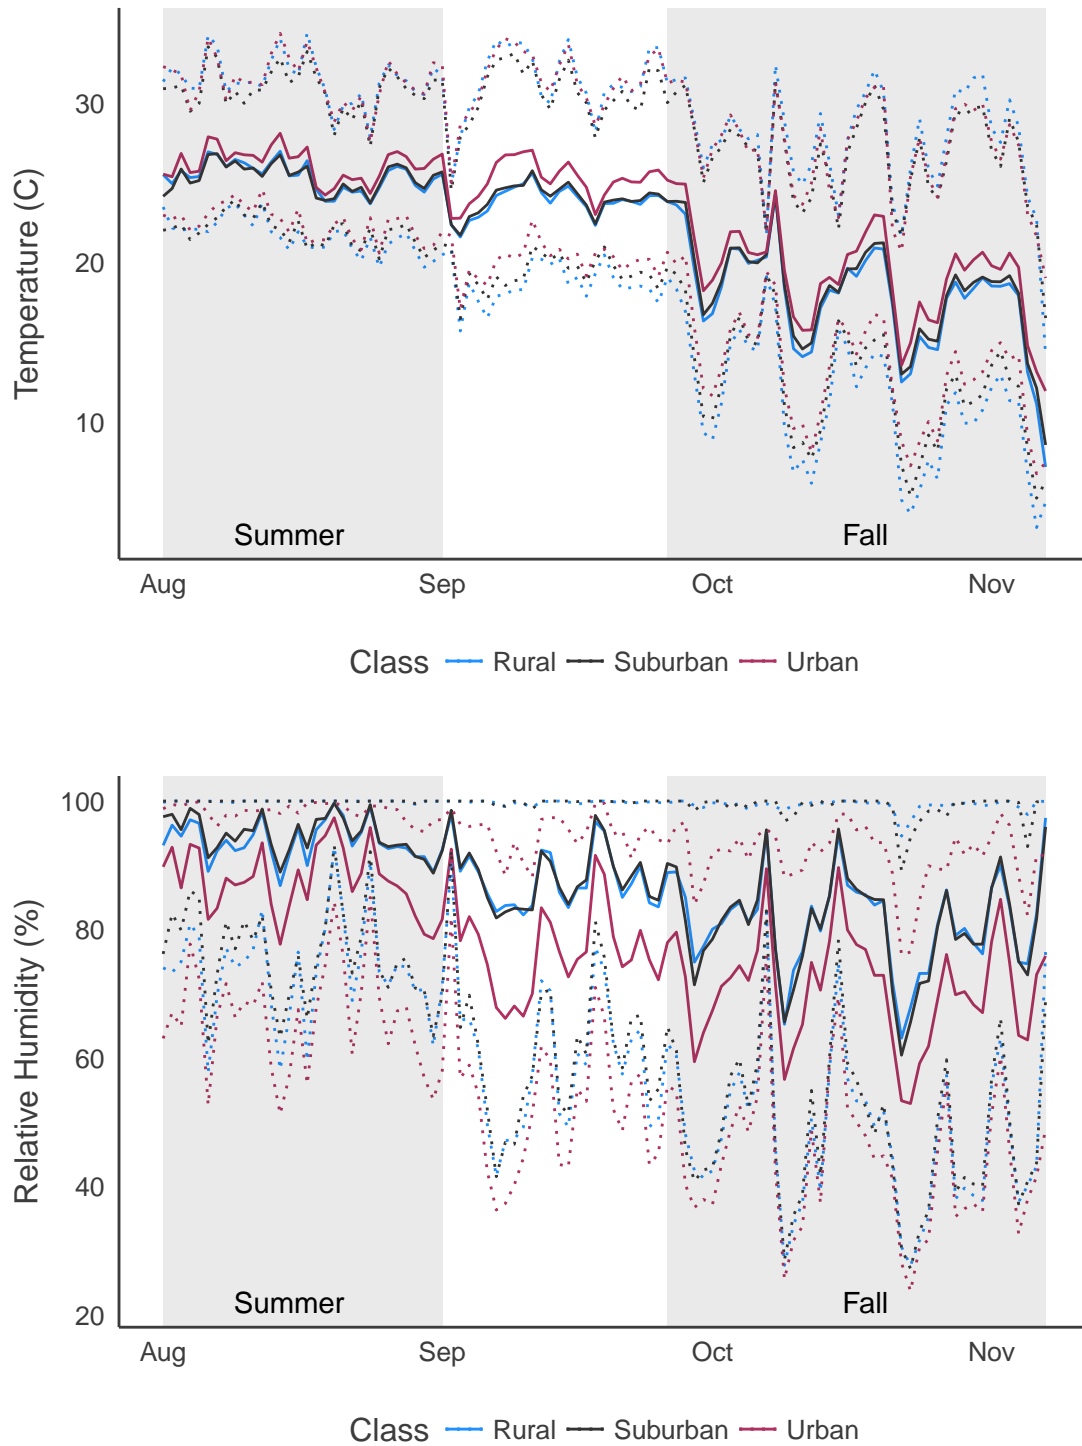 Temperature (C)
30
20
10
Summer
Fall
Aug
Sep
Oct
Nov
Class
Rural
Suburban
Urban
Relative Humidity (%)
100
80
60
40
20
Summer
Fall
Aug
Sep
Oct
Nov
Class
Rural
Suburban
Urban